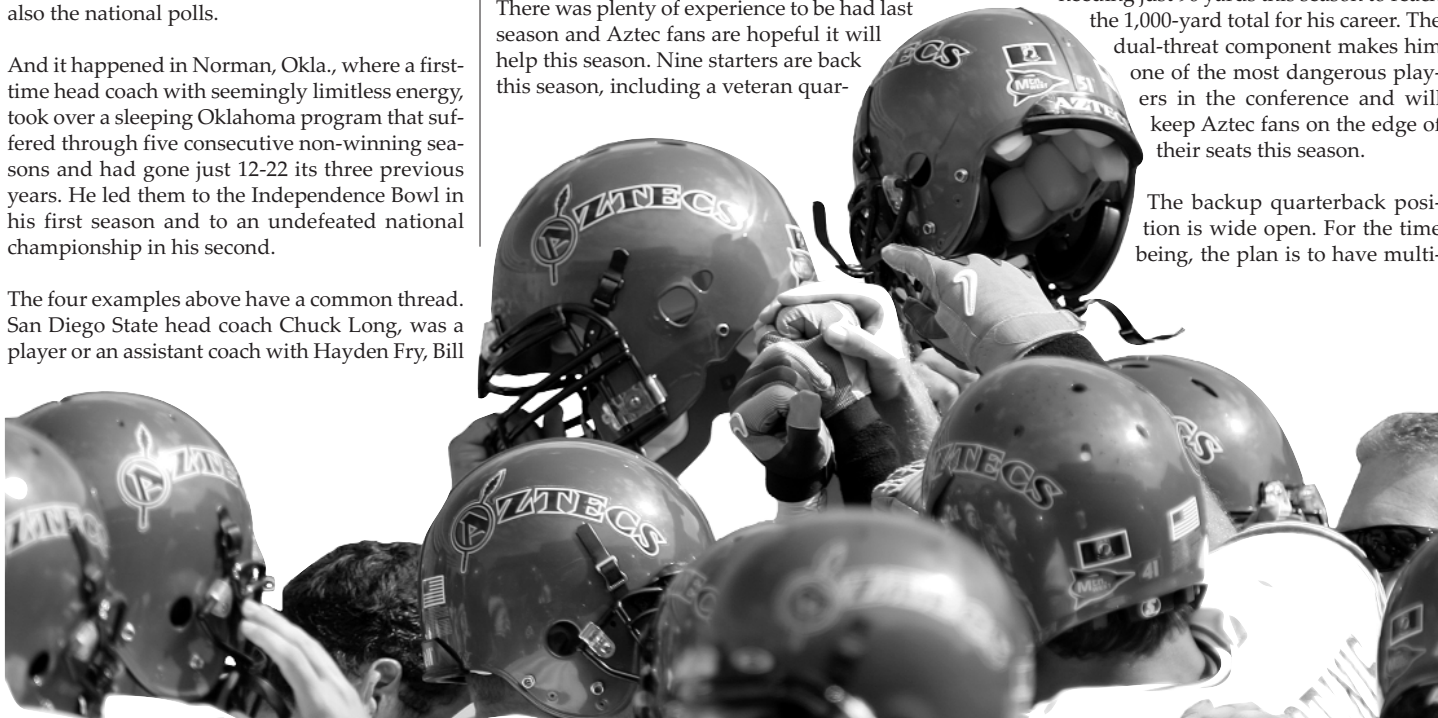 also the national polls.
And it happened in Norman, Okla., where a first-
time head coach with seemingly limitless energy,
took over a sleeping Oklahoma program that suf-
fered through five consecutive non-winning sea-
sons and had gone just 12-22 its three previous
years. He led them to the Independence Bowl in
his first season and to an undefeated national
championship in his second.
The four examples above have a common thread.
San Diego State head coach Chuck Long, was a
player or an assistant coach with Hayden Fry, Bill
There was plenty of experience to be had last
season and Aztec fans are hopeful it will
help this season. Nine starters are back
this season, including a veteran quar-
the 1,000-yard total for his career. The
dual-threat component makes him
one of the most dangerous play-
ers in the conference and will
keep Aztec fans on the edge of
their seats this season.
The backup quarterback posi-
tion is wide open. For the time
being, the plan is to have multi-
AZTECS
51
AZTECS
AZTECS
AZTECS
AZTECS
41